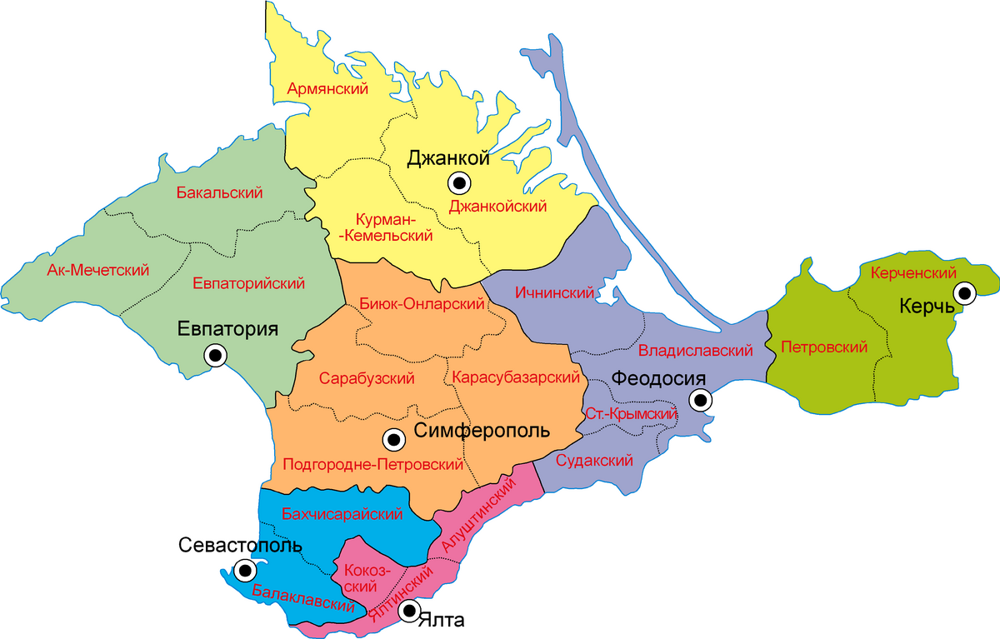 Армянский
Джанкой
Бакальский
Джанкойский
Курман-
-Кемельский
Ак-Мечетский
Евпаторийский
Ичнинский
Керченский
Керчь
Биюк-Онларский
Евпатория
Петровский
Владиславский
Сарабузский
Карасубазарский
Феодосия
Ст.-Крымский
Симферополь
Подгородне-Петровский
Судакский
Бахчисарайский
Алуштинский
Севастополь
Кокоз-
ский
Балаклавский
Ялтинский
Ялта